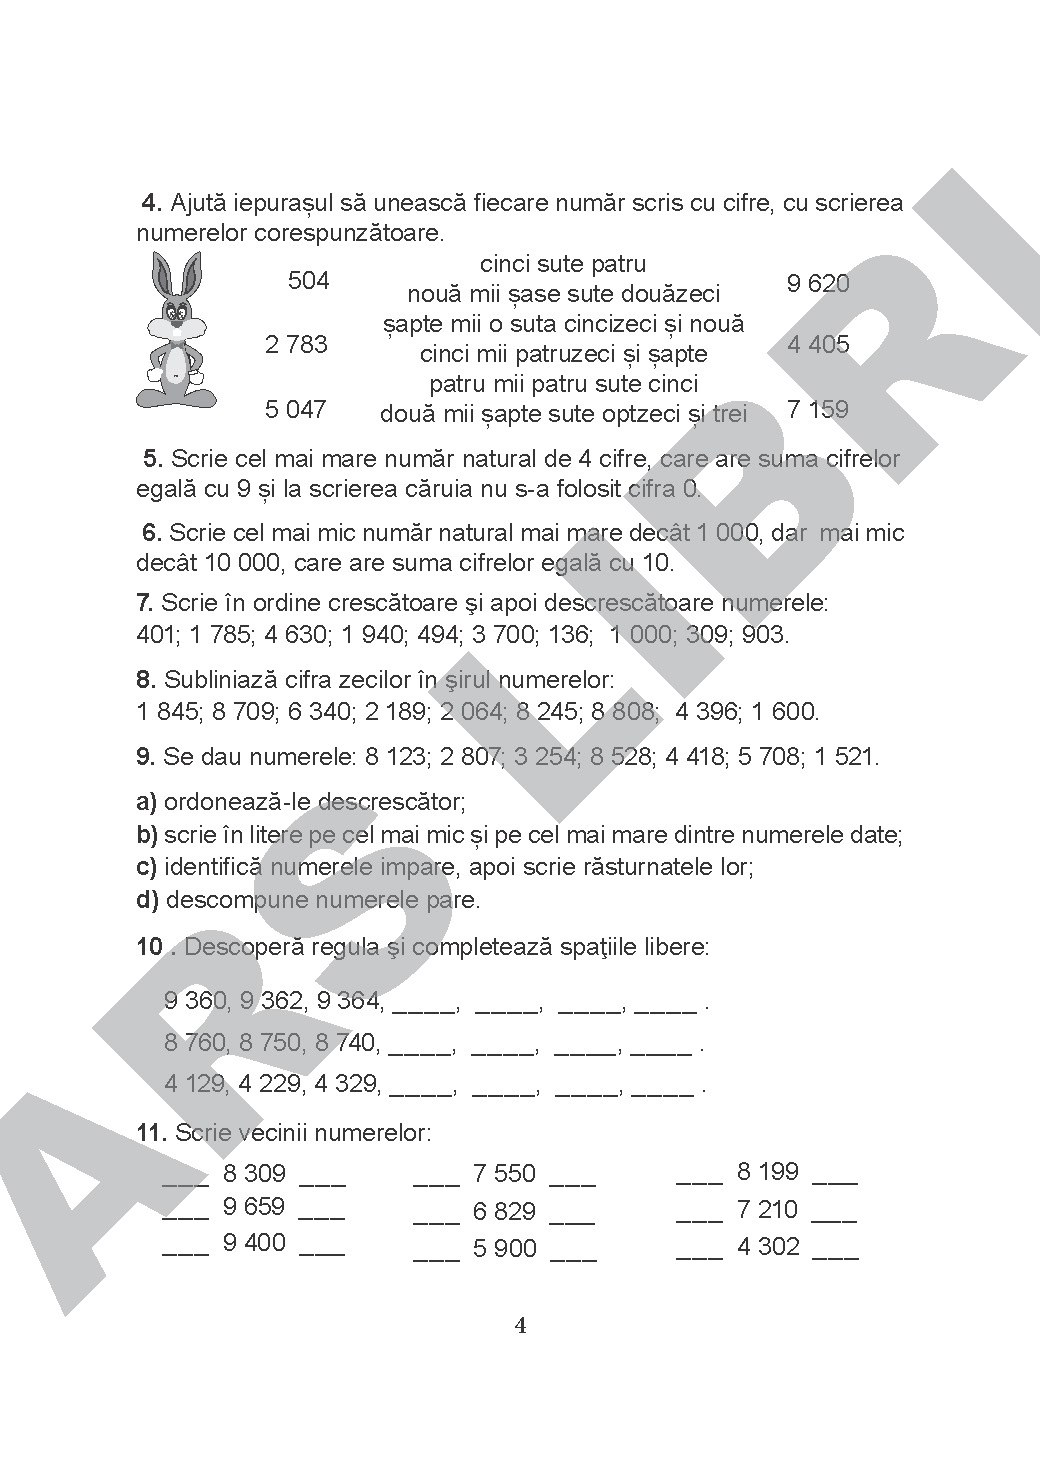 4. Ajută iepurașul să unească fiecare număr scris cu cifre, cu scrierea
numerelor corespunzătoare.
504
2 783
5 047
cinci sute patru
nouă mii șase sute douăzeci
șapte mii o suta cincizeci și nouă
cinci mii patruzeci și șapte
patru mii patru sute cinci
două mii șapte sute optzeci și trei
9 620
4 405
7 159
5. Scrie cel mai mare număr natural de 4 cifre, care are suma cifrelor
egală cu 9 și la scrierea căruia nu s-a folosit cifra 0.
6. Scrie cel mai mic număr natural mai mare decât 1 000, dar mai mic
decât 10 000, care are suma cifrelor egală cu 10.
7. Scrie în ordine crescătoare şi apoi descrescătoare numerele:
401; 1 785; 4 630; 1 940; 494; 3 700; 136; 1 000; 309; 903.
8. Subliniază cifra zecilor în şirul numerelor:
1 845; 8 709; 6 340; 2 189; 2 064; 8 245; 8 808; 4 396; 1 600.
9. Se dau numerele: 8 123; 2 807; 3 254; 8 528; 4 418; 5 708; 1 521.
a) ordonează-le descrescător;
b) scrie în litere pe cel mai mic și pe cel mai mare dintre numerele date;
c) identifică numerele impare, apoi scrie răsturnatele lor;
d) descompune numerele pare.
10 . Descoperă regula şi completează spaţiile libere:
9 360, 9 362, 9 364, ____, ____, ____, ____ .
8 760, 8 750, 8 740, ____, ____, ____, ____ .
4 129, 4 229, 4 329, ____, ____, ____, ____ .
11. Scrie vecinii numerelor:
___ 8 309 ___ ___ 7 550 ___ ___ 8 199 ___
___ 9 659 ___ ___ 6 829 ___ ___ 7 210 ___
___ 9 400 ___ ___ 5 900 ___ ___ 4 302 ___
4
ARS LIBRI